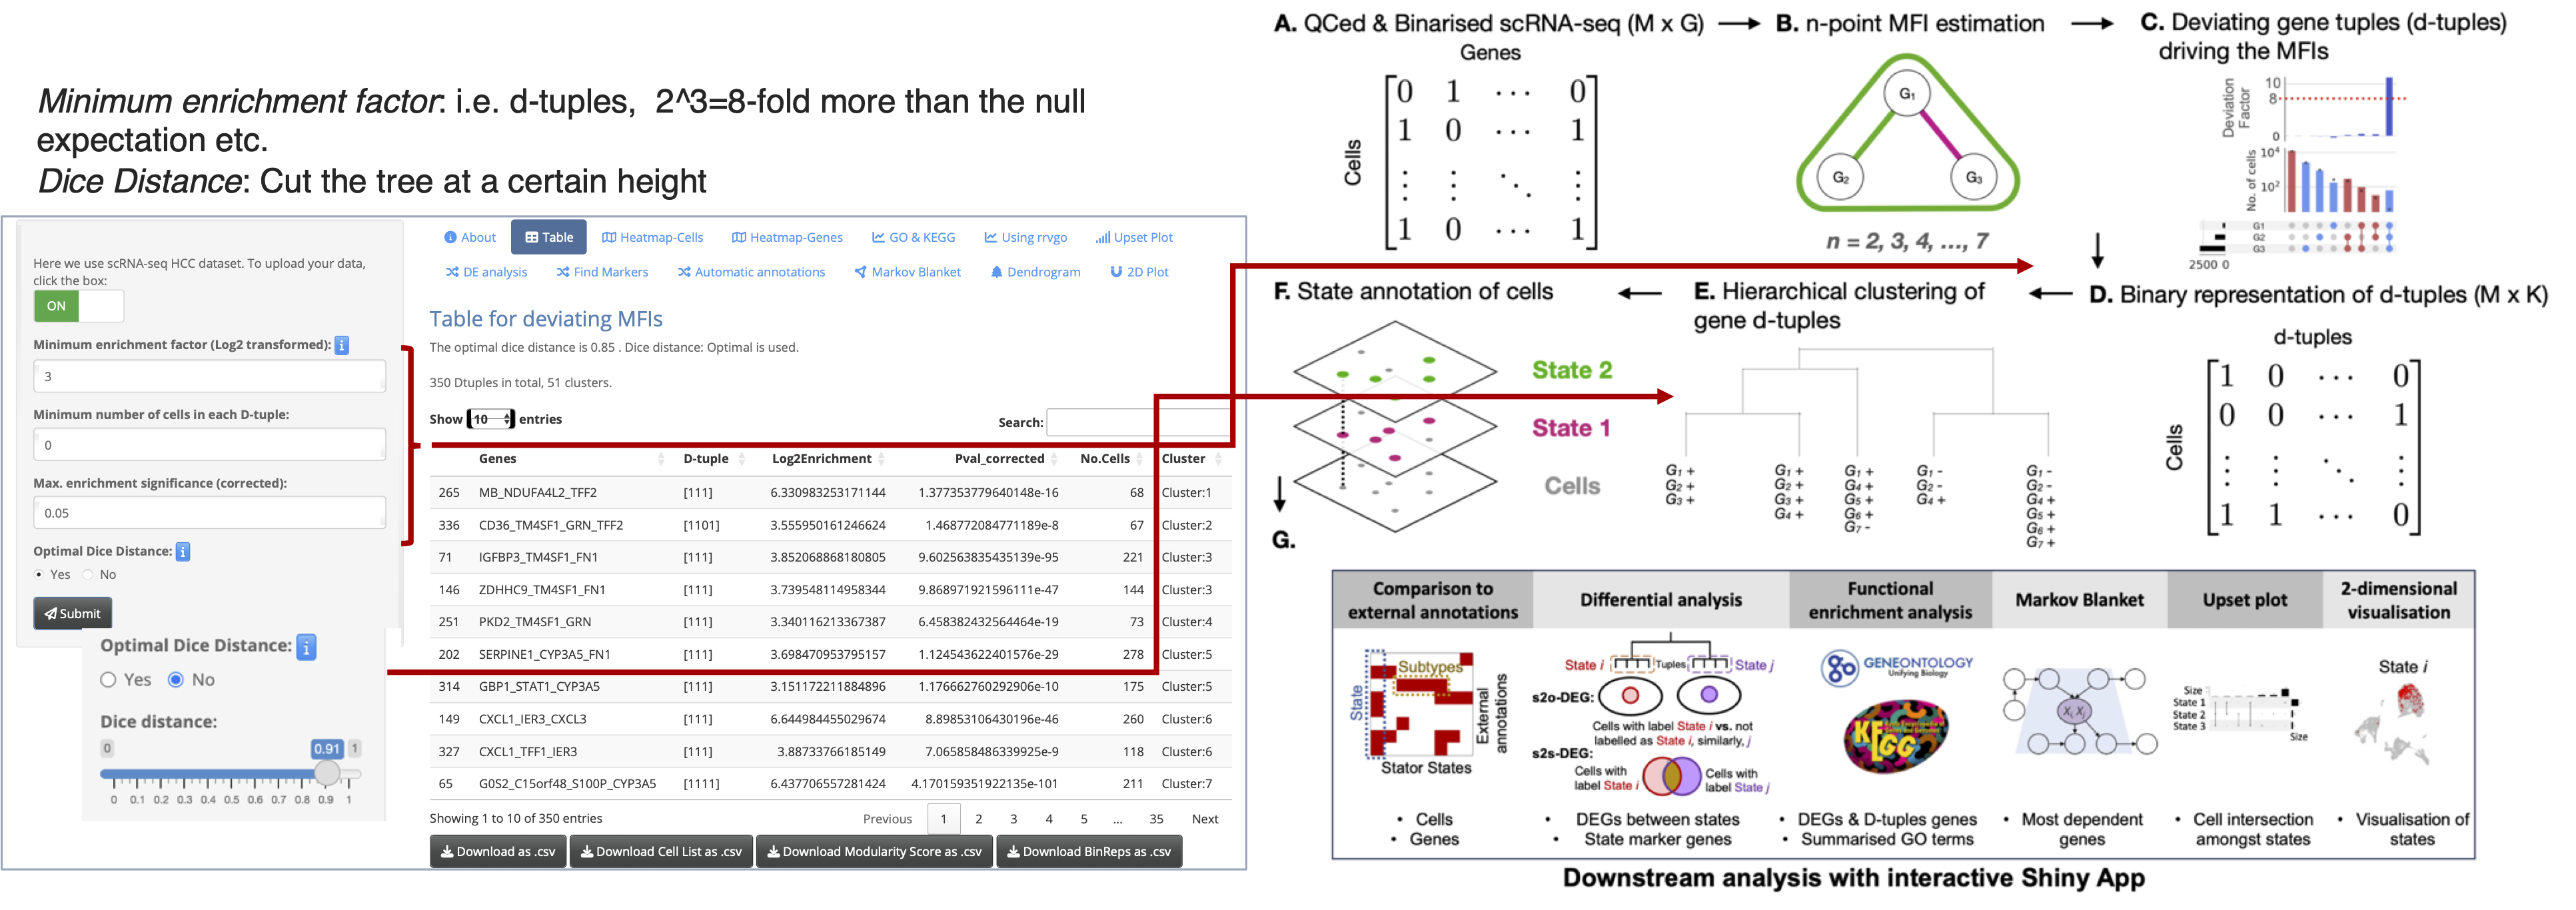 Minimum enrichment factor: i.e. d-tuples,  2^3=8-fold more than the null
expectation etc.
Dice Distance: Cut the tree at a certain height
Here we use scRNA-seq HCC dataset. To upload your data,
click the box:
ON
Minimum enrichment factor (Log2 transformed): i
3
Minimum number of cells in each D-tuple:
0
Max. enrichment significance (corrected):
0.05
Optimal Dice Distance: i
Yes No
Submit
Optimal Dice Distance: i
Yes No
Dice distance:
0 0.91 1
0 0.1 0.2 0.3 0.4 0.5 0.6 0.7 0.8 0.9 1
About Table Heatmap-Cells Heatmap-Genes GO & KEGG Using rrvgo Upset Plot
DE analysis Find Markers Automatic annotations Markov Blanket Dendrogram 2D Plot
Table for deviating MFIs
The optimal dice distance is 0.85 . Dice distance: Optimal is used.
350 Dtuples in total, 51 clusters.
Show 10 entries Search:
Genes D-tuple Log2Enrichment Pval_corrected No.Cells Cluster
265 MB_NDUFA4L2_TFF2 [111] 6.330983253171144 1.377353779640148e-16 68 Cluster:1
336 CD36_TM4SF1_GRN_TFF2 [1101] 3.555950161246624 1.468772084771189e-8 67 Cluster:2
71 IGFBP3_TM4SF1_FN1 [111] 3.852068868180805 9.602563835435139e-95 221 Cluster:3
146 ZDHHC9_TM4SF1_FN1 [111] 3.739548114958344 9.868971921596111e-47 144 Cluster:3
251 PKD2_TM4SF1_GRN [111] 3.340116213367387 6.458382432564464e-19 73 Cluster:4
202 SERPINE1_CYP3A5_FN1 [111] 3.698470953795157 1.124543622401576e-29 278 Cluster:5
314 GBP1_STAT1_CYP3A5 [111] 3.151172211884896 1.176662760292906e-10 175 Cluster:5
149 CXCL1_IER3_CXCL3 [111] 6.644984455029674 8.89853106430196e-46 260 Cluster:6
327 CXCL1_TFF1_IER3 [111] 3.88733766185149 7.065858486339925e-9 118 Cluster:6
65 G0S2_C15orf48_S100P_CYP3A5 [1111] 6.437706557281424 4.170159351922135e-101 211 Cluster:7
Showing 1 to 10 of 350 entries Previous 1 2 3 4 5 ... 35 Next
Download as .csv Download Cell List as .csv Download Modularity Score as .csv Download BinReps as .csv
A. QCed & Binarised scRNA-seq (M x G)
Genes
Cells
0 1 ··· 0
1 0 ··· 1
1 0 ··· 1
B. n-point MFI estimation
G1
G2 G3
n = 2, 3, 4, ..., 7
C. Deviating gene tuples (d-tuples)
driving the MFIs
Deviation
Factor
10
8
0
No. of cells
10^4
10^2
G1
G2
G3
2500 0
D. Binary representation of d-tuples (M x K)
d-tuples
Cells
1 0 ··· 0
0 0 ··· 1
1 1 ··· 0
E. Hierarchical clustering of
gene d-tuples
G1 + G1 + G1 + G1 - G1 -
G2 + G2 + G4 + G2 - G2 -
G3 + G3 + G5 + G4 + G4 +
G4 + G6 + G5 +
G7 - G6 +
G7 +
F. State annotation of cells
State 2
State 1
Cells
G.
Comparison to
external annotations
State
Subtypes
External
annotations
Stator States
• Cells
• Genes
Differential analysis
State i Tuples State j
s2o-DEG:
Cells with label State i vs. not
labelled as State i, similarly, j
s2s-DEG:
Cells with
label State i
Cells with
label State j
• DEGs between states
• State marker genes
Functional
enrichment analysis
GENEONTOLOGY
Unifying Biology
KEGG
• DEGs & D-tuples genes
• Summarised GO terms
Markov Blanket
Xi, Xj
• Most dependent
genes
Upset plot
Size
State 1
State 2
State 3
Size
• Cell intersection
amongst states
2-dimensional
visualisation
State i
• Visualisation of
states
Downstream analysis with interactive Shiny App